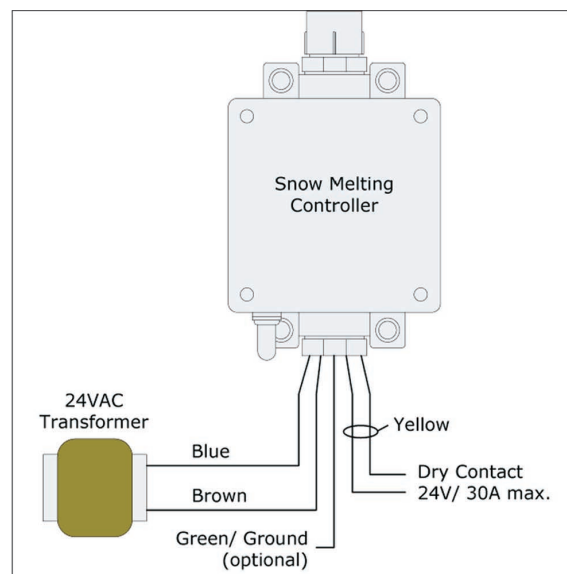 Snow Melting
Controller
24VAC
Transformer
Blue
Yellow
Dry Contact
24V/ 30A max.
Brown
Green/ Ground
(optional)